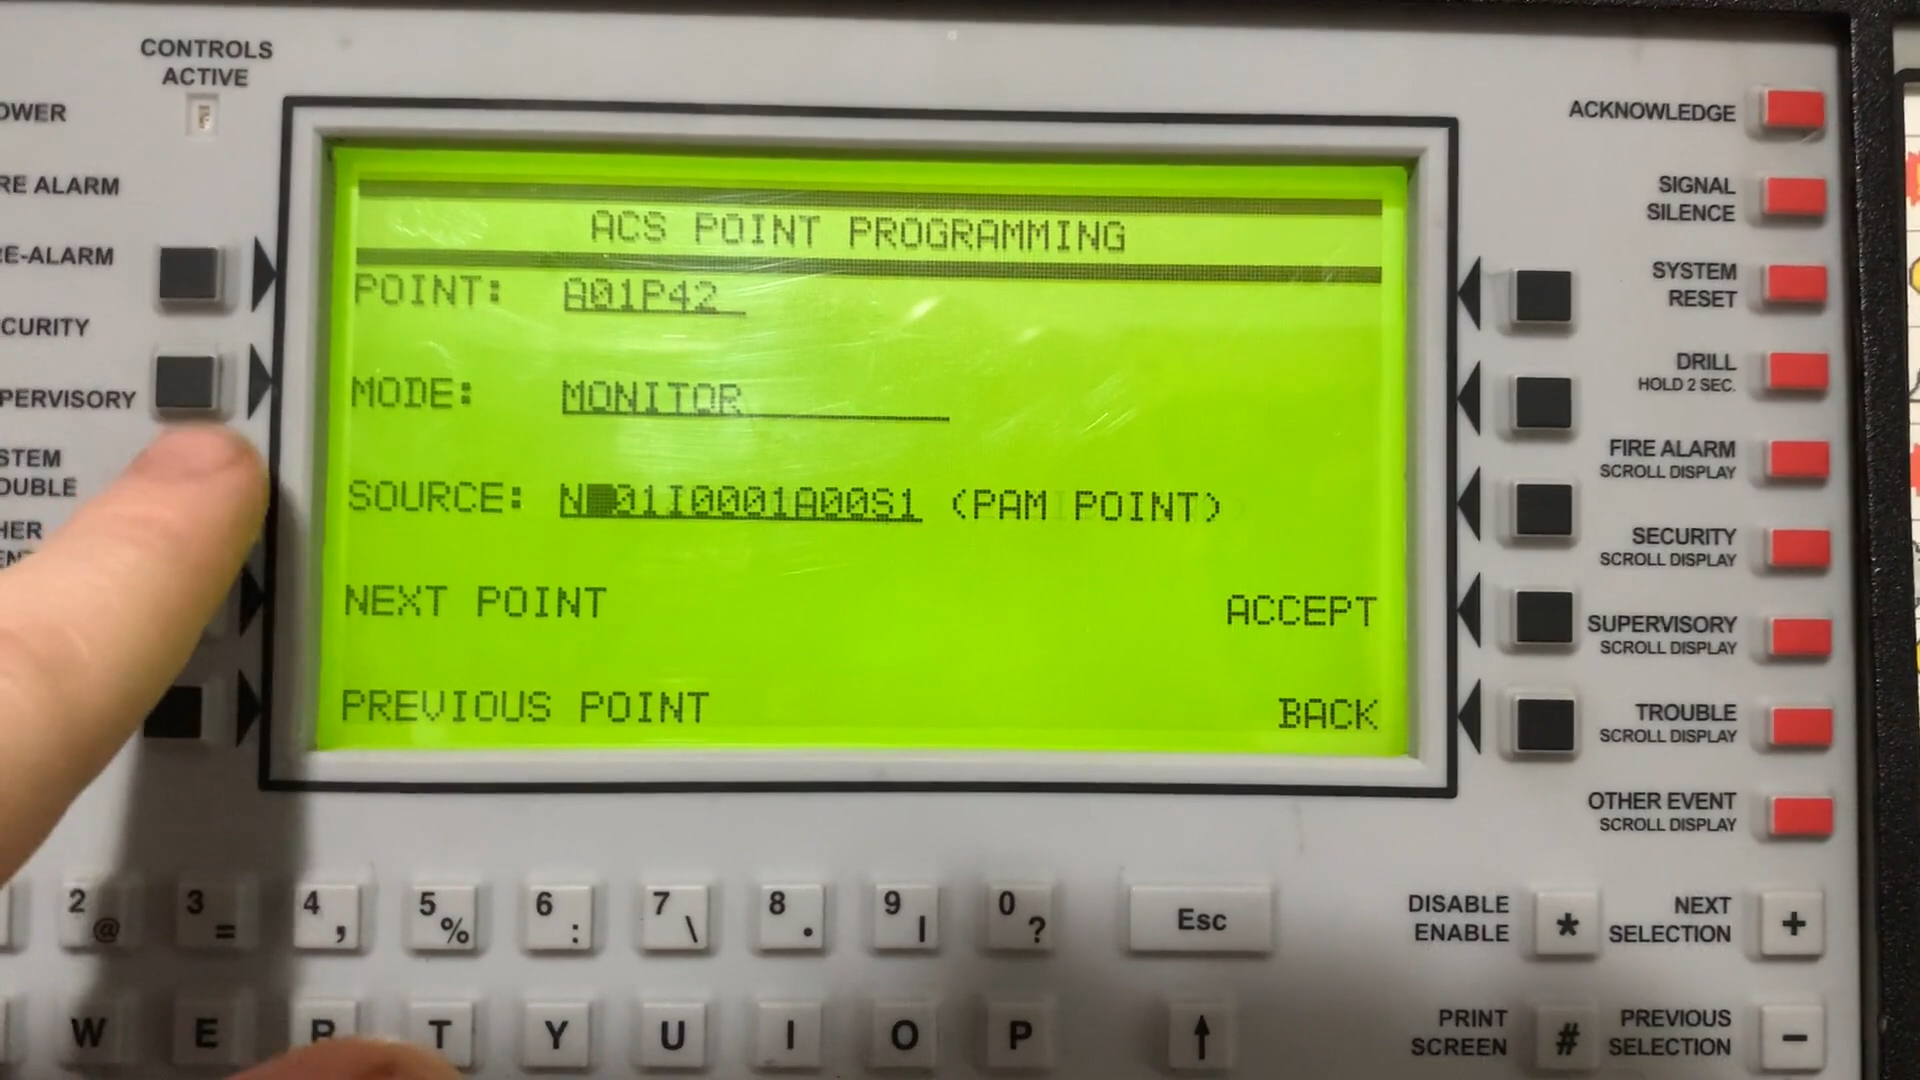 CONTROLS
ACTIVE
OWER
RE ALARM
RE-ALARM
CURITY
PERVISORY
STEM
OUBLE
HER
ACS POINT PROGRAMMING
POINT: A01P42
MODE: MONITOR
SOURCE: N 01I0001A00S1 (PAM POINT)
NEXT POINT
ACCEPT
PREVIOUS POINT
BACK
ACKNOWLEDGE
SIGNAL
SILENCE
SYSTEM
RESET
DRILL
HOLD 2 SEC.
FIRE ALARM
SCROLL DISPLAY
SECURITY
SCROLL DISPLAY
SUPERVISORY
SCROLL DISPLAY
TROUBLE
SCROLL DISPLAY
OTHER EVENT
SCROLL DISPLAY
2 @ 3 = 4 , 5 % 6 : 7 \ 8 . 9 | 0 ? Esc
DISABLE
ENABLE
*
NEXT
SELECTION
+
W E R T Y U I O P ↑
PRINT
SCREEN
#
PREVIOUS
SELECTION
-